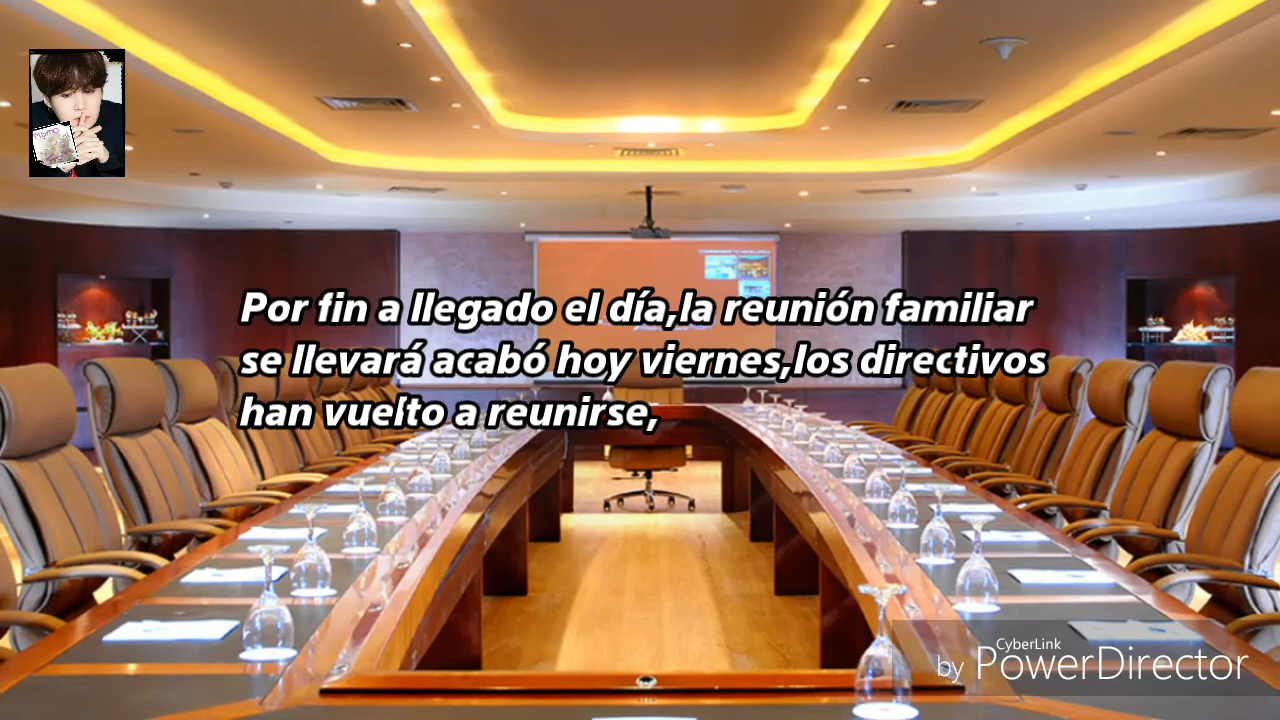 Por fin a llegado el día,la reunión familiar
se llevará acabó hoy viernes,los directivos
han vuelto a reunirse,
CyberLink
by PowerDirector